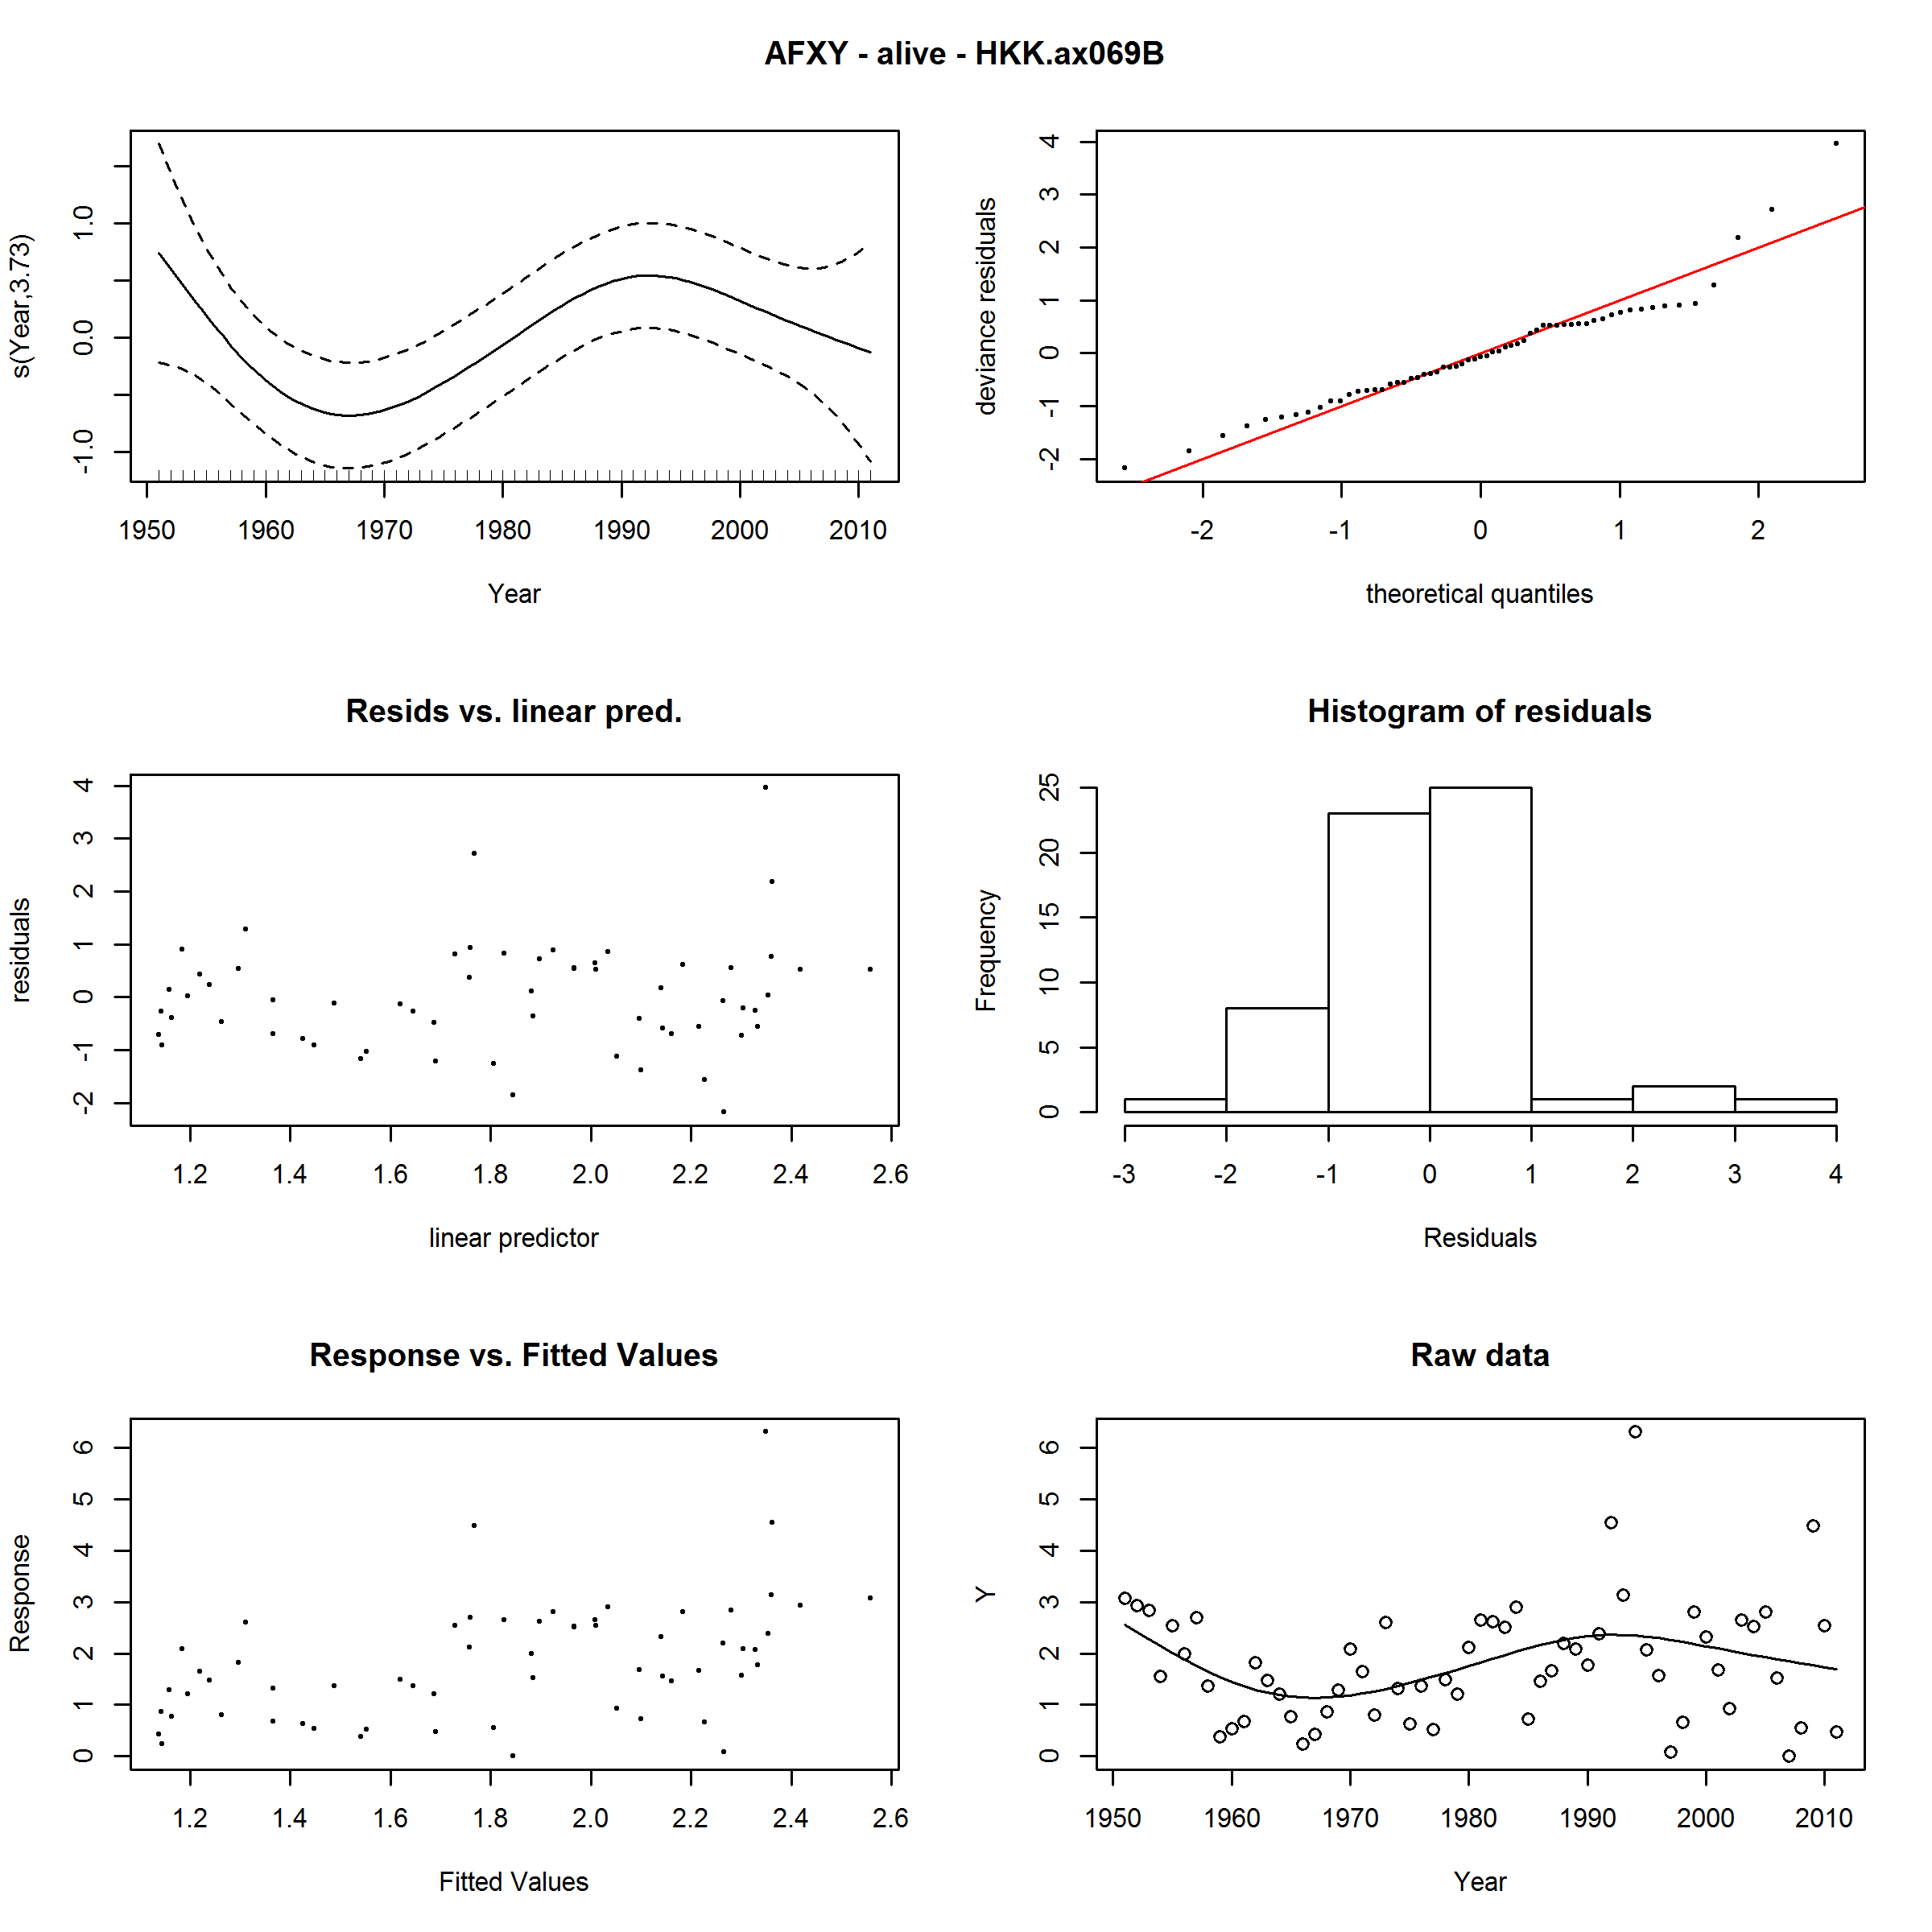 AFXY - alive - HKK.ax069B
s(Year,3.73)
-1.0 0.0 1.0
1950 1960 1970 1980 1990 2000 2010
Year
deviance residuals
-2 -1 0 1 2 3 4
-2 -1 0 1 2
theoretical quantiles
Resids vs. linear pred.
residuals
-2 -1 0 1 2 3 4
1.2 1.4 1.6 1.8 2.0 2.2 2.4 2.6
linear predictor
Histogram of residuals
Frequency
0 5 10 15 20 25
-3 -2 -1 0 1 2 3 4
Residuals
Response vs. Fitted Values
Response
0 1 2 3 4 5 6
1.2 1.4 1.6 1.8 2.0 2.2 2.4 2.6
Fitted Values
Raw data
Y
0 1 2 3 4 5 6
1950 1960 1970 1980 1990 2000 2010
Year